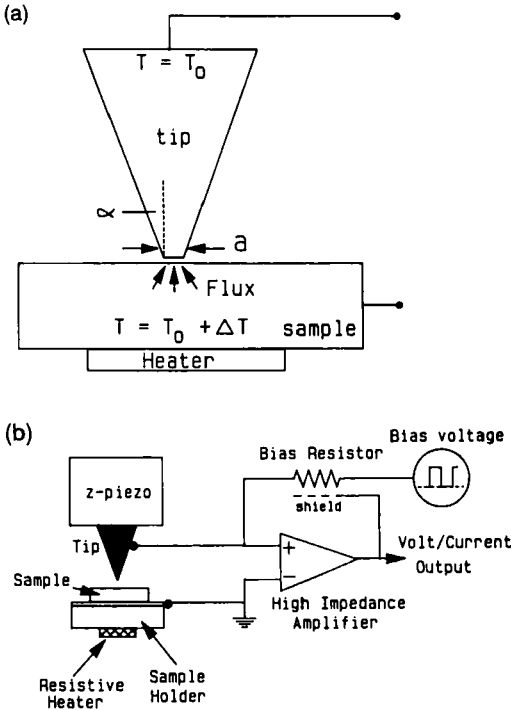 (a)
T = T₀
tip
α
a
Flux
T = T₀ + ΔT
sample
Heater
(b)
Bias voltage
Bias Resistor
z-piezo
shield
Tip
+
Volt/Current
Output
Sample
−
High Impedance
Amplifier
Resistive
Heater
Sample
Holder